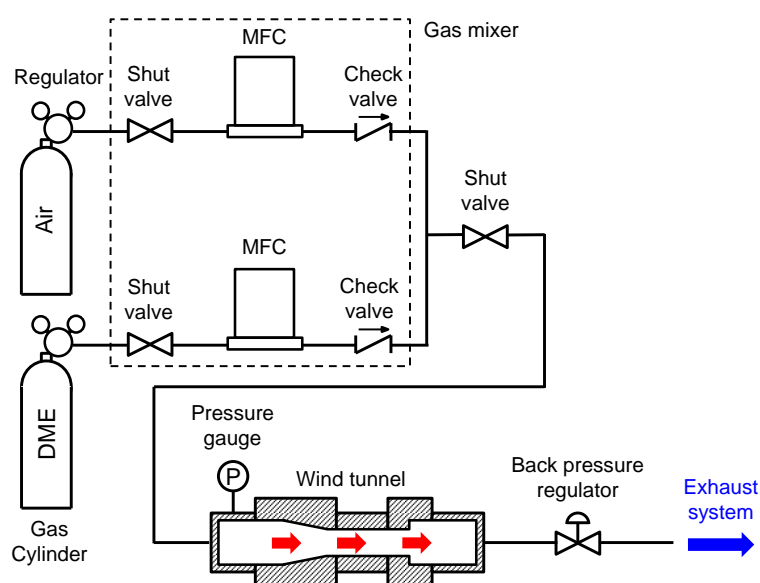 MFC
Gas mixer
Regulator
Shut
valve
Check
valve
Air
Shut
valve
MFC
Shut
valve
Check
valve
DME
Gas
Cylinder
Pressure
gauge
P
Wind tunnel
Back pressure
regulator
Exhaust
system